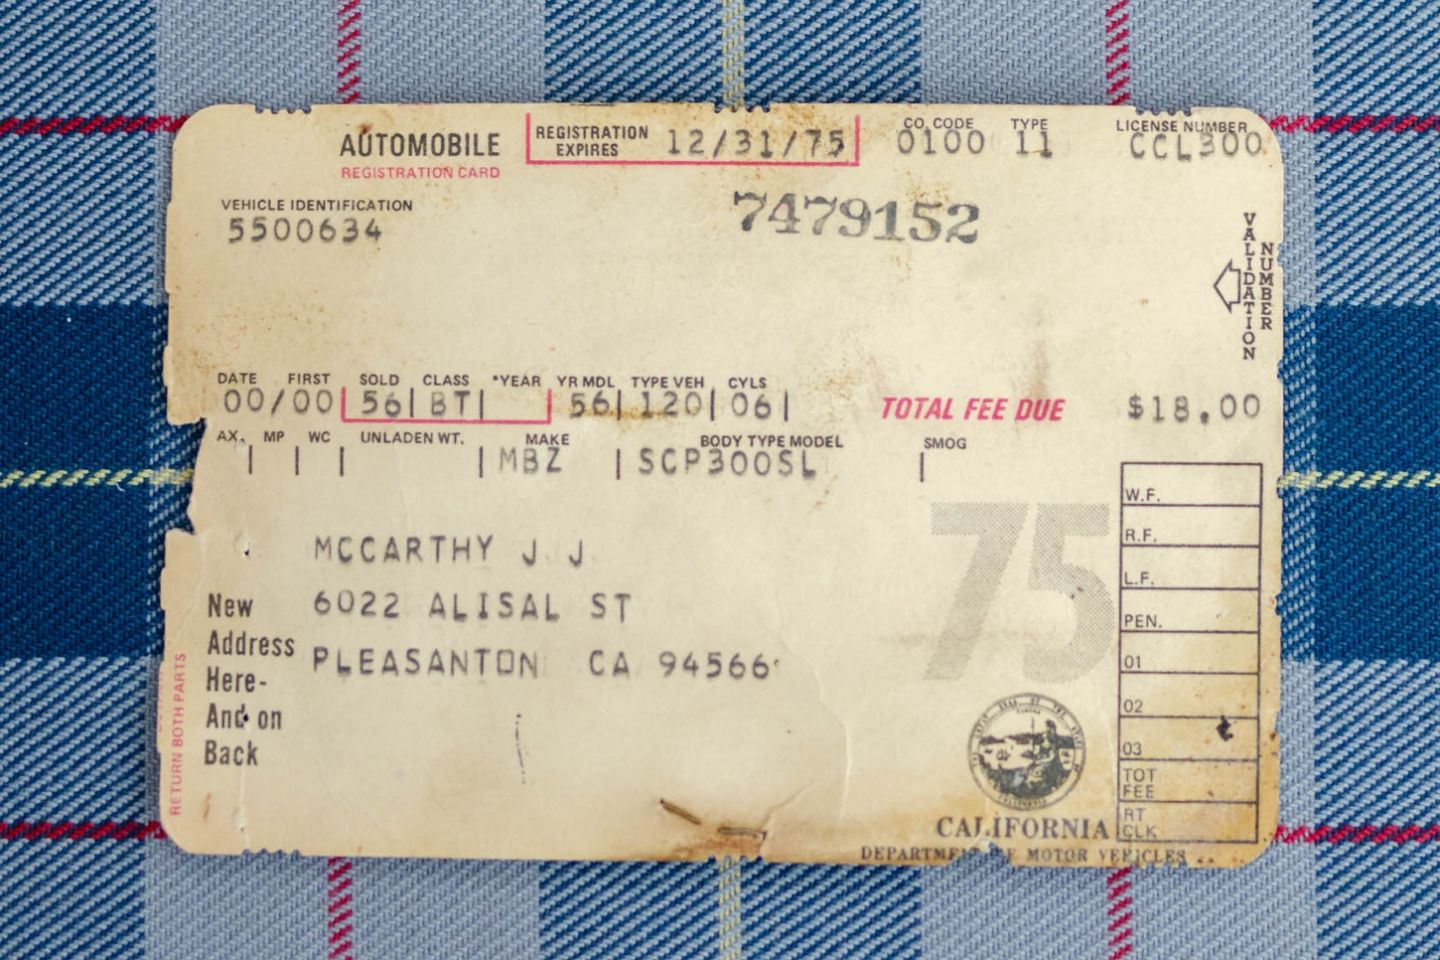 AUTOMOBILE
REGISTRATION CARD
REGISTRATION EXPIRES 12/31/75
CO. CODE TYPE LICENSE NUMBER
0100 11 CCL300
VEHICLE IDENTIFICATION
5500634
7479152
VALIDATION NUMBER
DATE FIRST SOLD CLASS *YEAR YR MDL TYPE VEH CYLS
00/00 56 BT 56 120 06
TOTAL FEE DUE $18.00
AX. MP WC UNLADEN WT. MAKE BODY TYPE MODEL SMOG
MBZ SCP300SL
75
W.F.
R.F.
L.F.
PEN.
01
02
03
TOT FEE
RT CLK
MCCARTHY J J
6022 ALISAL ST
PLEASANTON CA 94566
New
Address
Here-
And on
Back
RETURN BOTH PARTS
CALIFORNIA
DEPARTMENT OF MOTOR VEHICLES